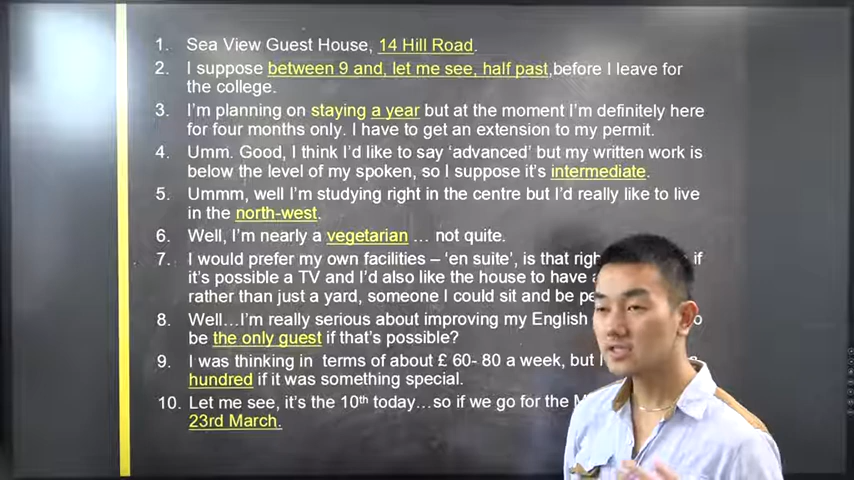 1. Sea View Guest House, 14 Hill Road.
2. I suppose between 9 and, let me see, half past,before I leave for
the college.
3. I'm planning on staying a year but at the moment I'm definitely here
for four months only. I have to get an extension to my permit.
4. Umm. Good, I think I'd like to say 'advanced' but my written work is
below the level of my spoken, so I suppose it's intermediate.
5. Ummm, well I'm studying right in the centre but I'd really like to live
in the north-west.
6. Well, I'm nearly a vegetarian … not quite.
7. I would prefer my own facilities – 'en suite', is that if
it's possible a TV and I'd also like the house to have
rather than just a yard, someone I could sit and be
8. Well…I'm really serious about improving my English
be the only guest if that's possible?
9. I was thinking in terms of about £ 60- 80 a week, but
hundred if it was something special.
10. Let me see, it's the 10th today…so if we go for the
23rd March.